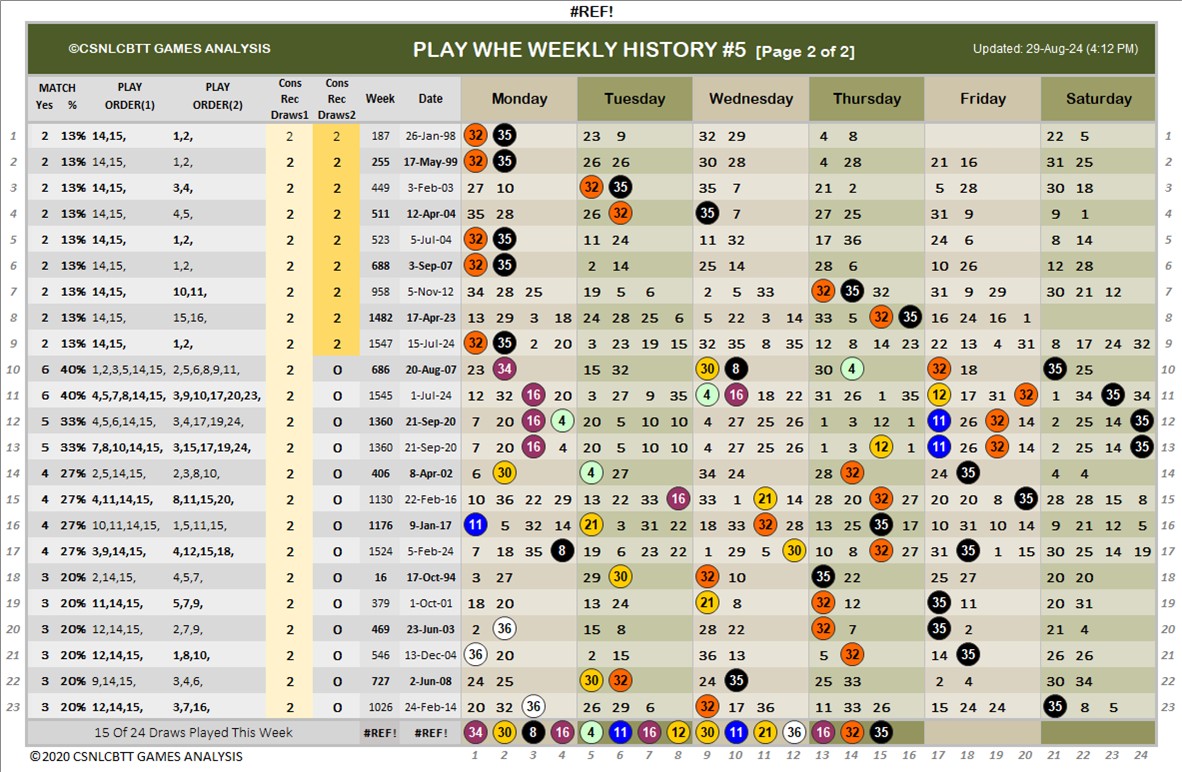 #REF!
©CSNLCBTT GAMES ANALYSIS PLAY WHE WEEKLY HISTORY #5 [Page 2 of 2] Updated: 29-Aug-24 (4:12 PM)
MATCH PLAY PLAY Cons Cons Week Date Monday Tuesday Wednesday Thursday Friday Saturday
Yes % ORDER(1) ORDER(2) Rec Rec
Draws1 Draws2
1 2 13% 14,15, 1,2, 2 2 187 26-Jan-98 32 35 23 9 32 29 4 8 22 5 1
2 2 13% 14,15, 1,2, 2 2 255 17-May-99 32 35 26 26 30 28 4 28 21 16 31 25 2
3 2 13% 14,15, 3,4, 2 2 449 3-Feb-03 27 10 32 35 35 7 21 2 5 28 30 18 3
4 2 13% 14,15, 4,5, 2 2 511 12-Apr-04 35 28 26 32 35 7 27 25 31 9 9 1 4
5 2 13% 14,15, 1,2, 2 2 523 5-Jul-04 32 35 11 24 11 32 17 36 24 6 8 14 5
6 2 13% 14,15, 1,2, 2 2 688 3-Sep-07 32 35 2 14 25 14 28 6 10 26 12 28 6
7 2 13% 14,15, 10,11, 2 2 958 5-Nov-12 34 28 25 19 5 6 2 5 33 32 35 32 31 9 29 30 21 12 7
8 2 13% 14,15, 15,16, 2 2 1482 17-Apr-23 13 29 3 18 24 28 25 6 5 22 3 14 33 5 32 35 16 24 16 1 8
9 2 13% 14,15, 1,2, 2 2 1547 15-Jul-24 32 35 2 20 3 23 19 15 32 35 8 35 12 8 14 23 22 13 4 31 8 17 24 32 9
10 6 40% 1,2,3,5,14,15, 2,5,6,8,9,11, 2 0 686 20-Aug-07 23 34 15 32 30 8 30 4 32 18 35 25 10
11 6 40% 4,5,7,8,14,15, 3,9,10,17,20,23, 2 0 1545 1-Jul-24 12 32 16 20 3 27 9 35 4 16 18 22 31 26 1 35 12 17 31 32 1 34 35 34 11
12 5 33% 4,5,6,14,15, 3,4,17,19,24, 2 0 1360 21-Sep-20 7 20 16 4 20 5 10 10 4 27 25 26 1 3 12 1 11 26 32 14 2 25 14 35 12
13 5 33% 7,8,10,14,15, 3,15,17,19,24, 2 0 1360 21-Sep-20 7 20 16 4 20 5 10 10 4 27 25 26 1 3 12 1 11 26 32 14 2 25 14 35 13
14 4 27% 2,5,14,15, 2,3,8,10, 2 0 406 8-Apr-02 6 30 4 27 34 24 28 32 24 35 4 4 14
15 4 27% 4,11,14,15, 8,11,15,20, 2 0 1130 22-Feb-16 10 36 22 29 13 22 33 16 33 1 21 14 28 20 32 27 20 20 8 35 28 28 15 8 15
16 4 27% 10,11,14,15, 1,5,11,15, 2 0 1176 9-Jan-17 11 5 32 14 21 3 31 22 18 33 32 28 13 25 35 17 10 31 10 14 9 21 12 5 16
17 4 27% 3,9,14,15, 4,12,15,18, 2 0 1524 5-Feb-24 7 18 35 8 19 6 23 22 1 29 5 30 10 8 32 27 31 35 1 15 30 25 14 19 17
18 3 20% 2,14,15, 4,5,7, 2 0 16 17-Oct-94 3 27 29 30 32 10 35 22 25 27 20 20 18
19 3 20% 11,14,15, 5,7,9, 2 0 379 1-Oct-01 18 20 13 24 21 8 32 12 35 11 20 31 19
20 3 20% 12,14,15, 2,7,9, 2 0 469 23-Jun-03 2 36 15 8 28 22 32 7 35 2 21 4 20
21 3 20% 12,14,15, 1,8,10, 2 0 546 13-Dec-04 36 20 2 15 36 13 5 32 14 35 26 26 21
22 3 20% 9,14,15, 3,4,6, 2 0 727 2-Jun-08 24 25 30 32 24 35 25 33 2 4 30 34 22
23 3 20% 12,14,15, 3,7,16, 2 0 1026 24-Feb-14 20 32 36 26 29 6 32 17 36 11 33 26 15 24 24 35 8 5 23
15 Of 24 Draws Played This Week #REF! #REF! 34 30 8 16 4 11 16 12 30 11 21 36 16 32 35
©2020 CSNLCBTT GAMES ANALYSIS 1 2 3 4 5 6 7 8 9 10 11 12 13 14 15 16 17 18 19 20 21 22 23 24